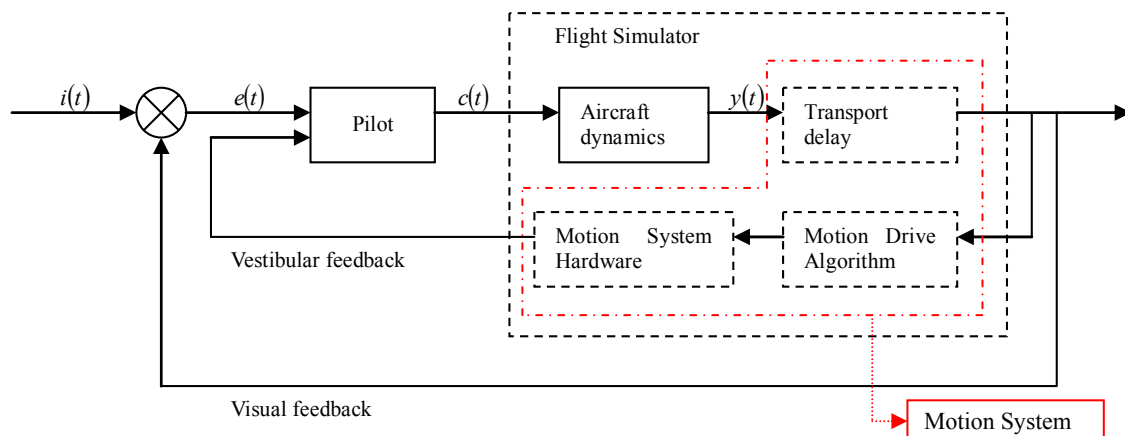 Flight Simulator
i(t)
e(t)
Pilot
c(t)
Aircraft
dynamics
y(t)
Transport
delay
Vestibular feedback
Motion System
Hardware
Motion Drive
Algorithm
Visual feedback
Motion System